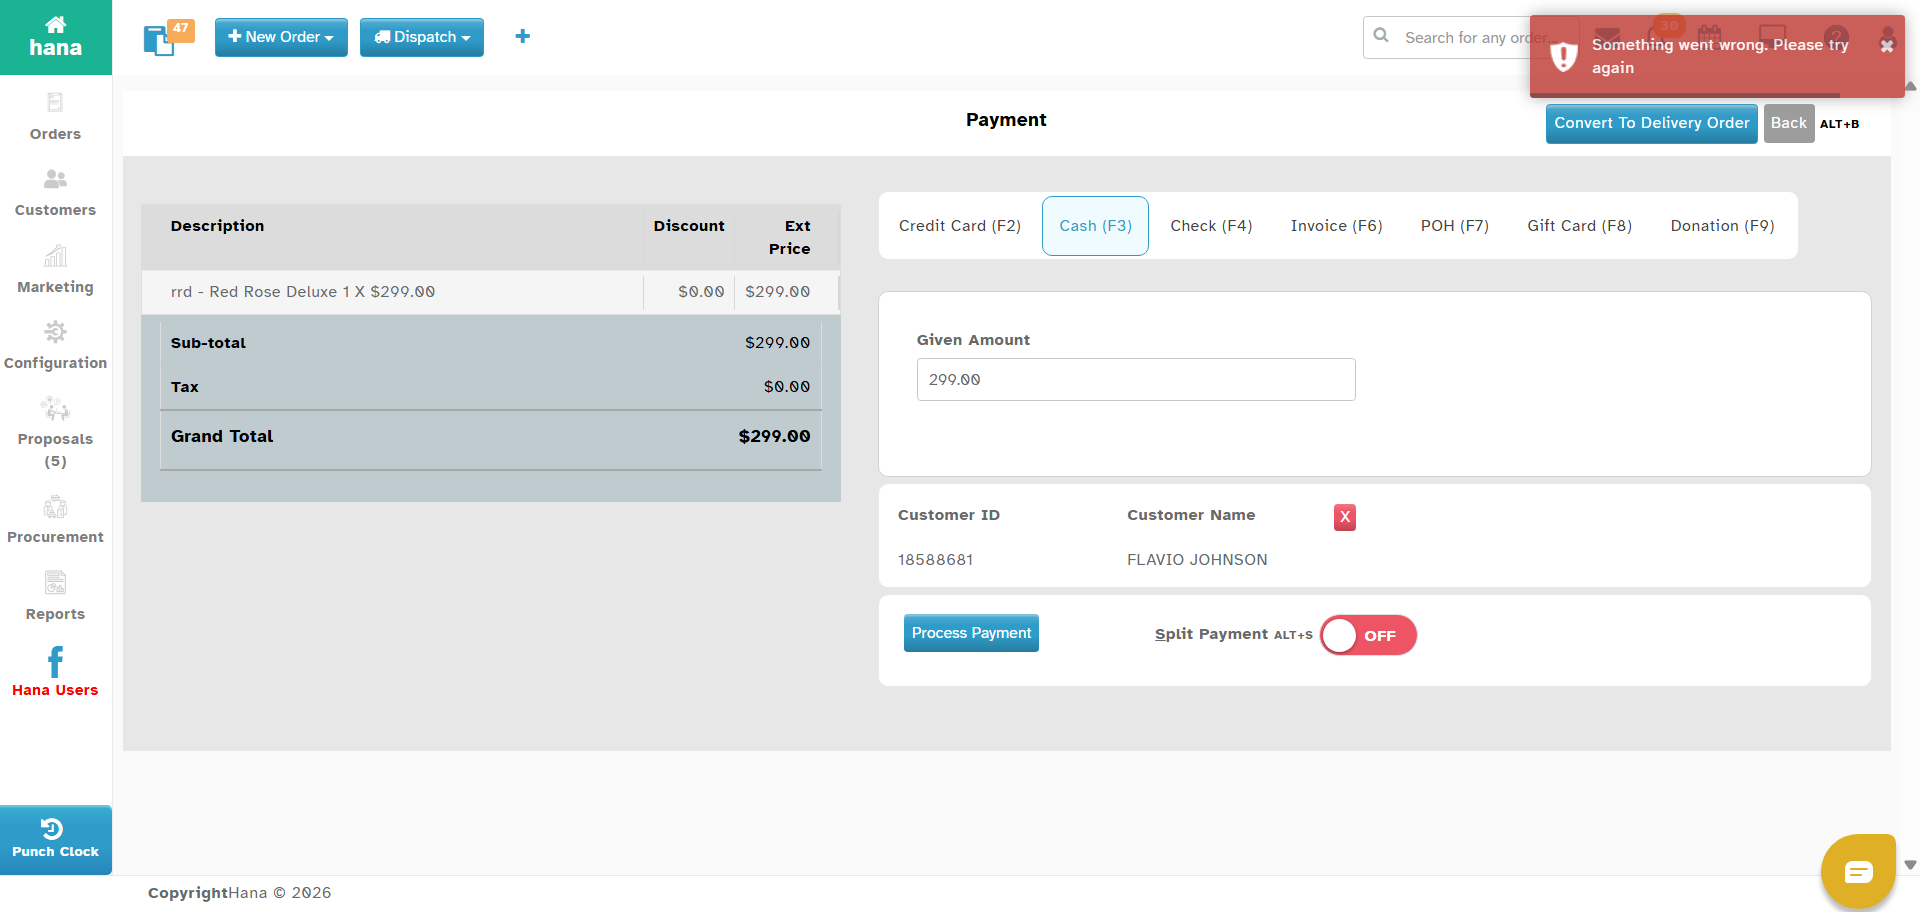 hana
47
New Order
Dispatch
Search for any order...
30
Something went wrong. Please try
again
Orders
Customers
Marketing
Configuration
Proposals
(5)
Procurement
Reports
Hana Users
Punch Clock
Payment
Convert To Delivery Order
Back
ALT+B
Description
Discount
Ext
Price
rrd - Red Rose Deluxe 1 X $299.00
$0.00
$299.00
Sub-total
$299.00
Tax
$0.00
Grand Total
$299.00
Credit Card (F2)
Cash (F3)
Check (F4)
Invoice (F6)
POH (F7)
Gift Card (F8)
Donation (F9)
Given Amount
299.00
Customer ID
Customer Name
X
18588681
FLAVIO JOHNSON
Process Payment
Split Payment ALT+S
OFF
CopyrightHana © 2026